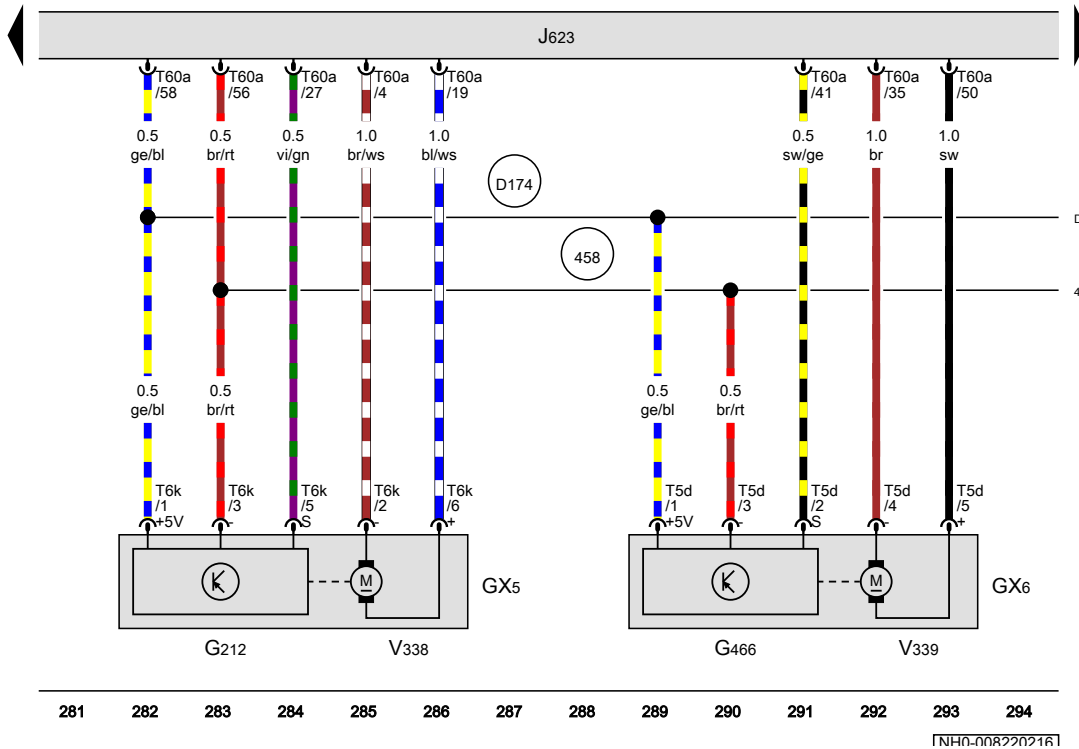 J623
T60a T60a T60a T60a T60a T60a T60a T60a
/58 /56 /27 /4 /19 /41 /35 /50
0.5 0.5 0.5 1.0 1.0 0.5 1.0 1.0
ge/bl br/rt vi/gn br/ws bl/ws sw/ge br sw
D174
D
458
4
0.5 0.5 0.5 0.5
ge/bl br/rt ge/bl br/rt
T6k T6k T6k T6k T6k T5d T5d T5d T5d T5d
/1 /3 /5 /2 /6 /1 /3 /2 /4 /5
+5V - S - + +5V - S - +
M GX5 M GX6
G212 V338 G466 V339
281 282 283 284 285 286 287 288 289 290 291 292 293 294
NH0-008220216